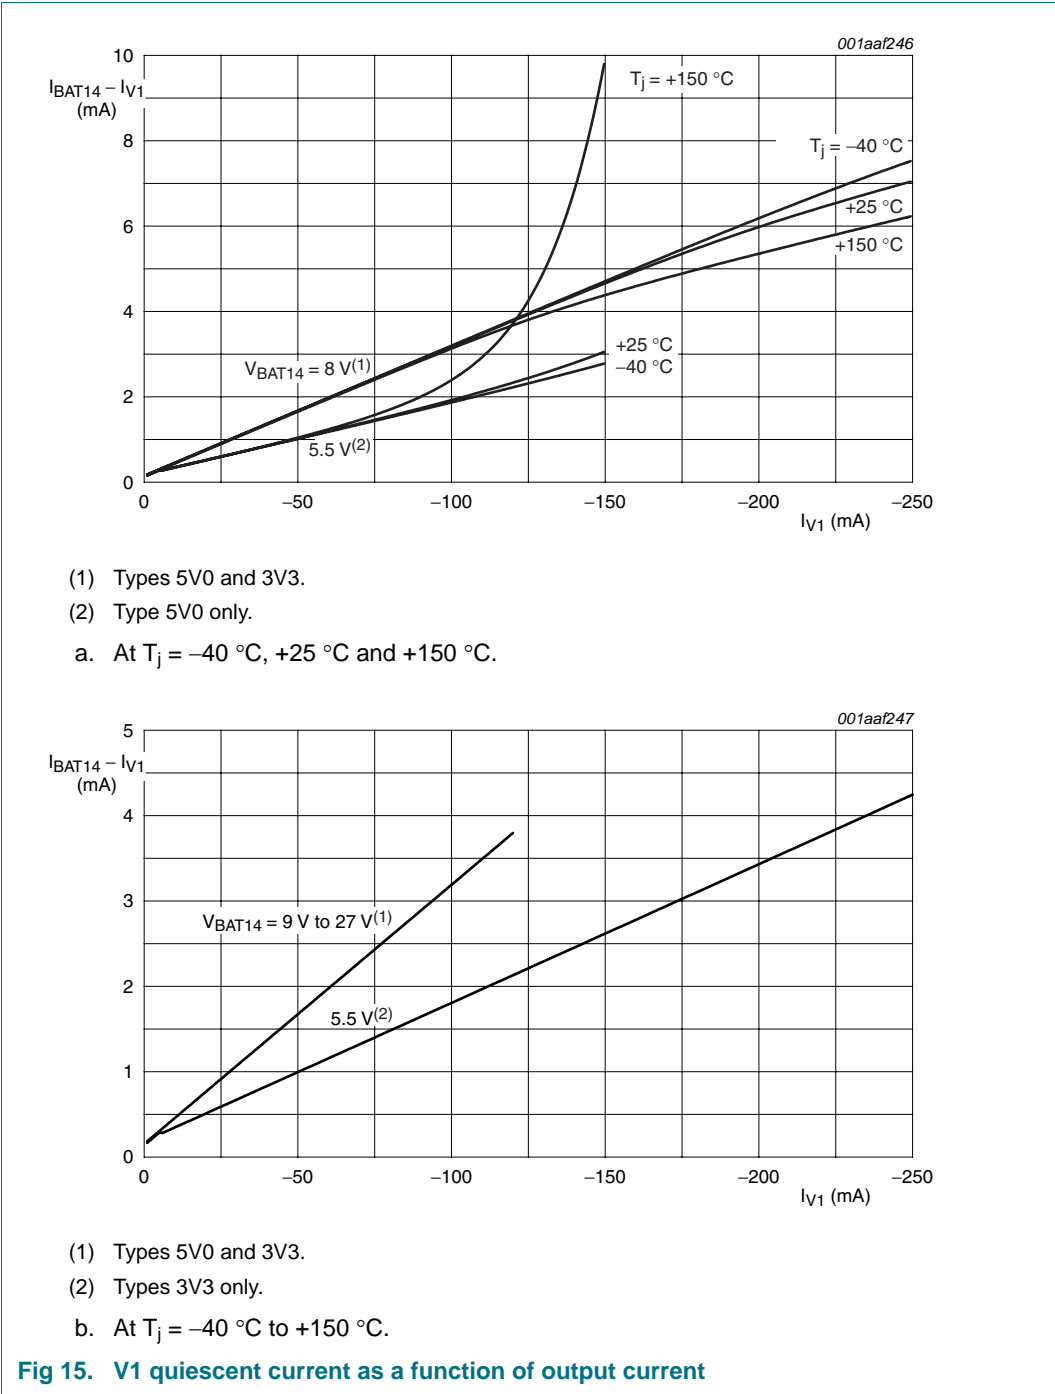 001aaf246
10
IBAT14 – IV1
(mA)
Tj = +150 °C
8
Tj = –40 °C
+25 °C
6
+150 °C
4
+25 °C
VBAT14 = 8 V(1)
–40 °C
2
5.5 V(2)
0
0 –50 –100 –150 –200 –250
IV1 (mA)
(1) Types 5V0 and 3V3.
(2) Type 5V0 only.
a. At Tj = –40 °C, +25 °C and +150 °C.
001aaf247
5
IBAT14 – IV1
(mA)
4
3
VBAT14 = 9 V to 27 V(1)
2
5.5 V(2)
1
0
0 –50 –100 –150 –200 –250
IV1 (mA)
(1) Types 5V0 and 3V3.
(2) Types 3V3 only.
b. At Tj = –40 °C to +150 °C.
Fig 15. V1 quiescent current as a function of output current